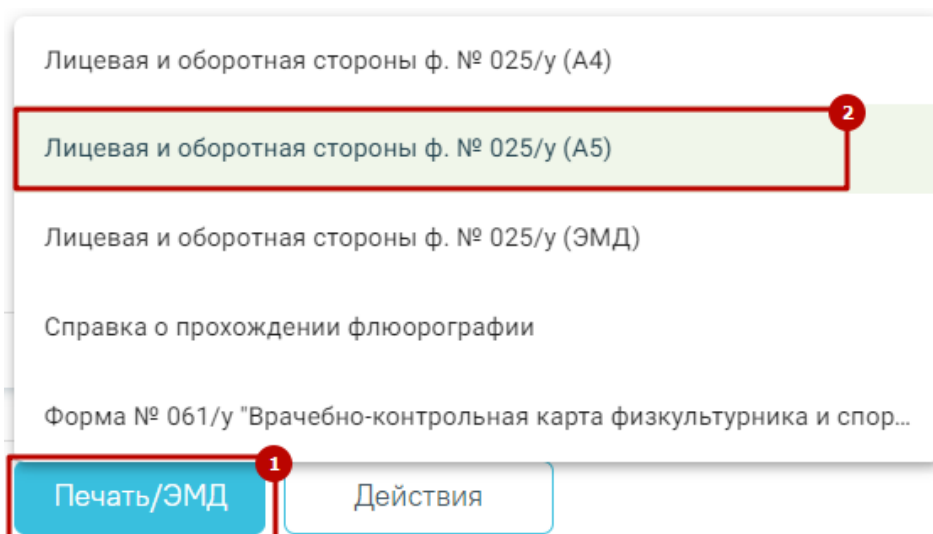 Лицевая и оборотная стороны ф. № 025/у (А4)
2
Лицевая и оборотная стороны ф. № 025/у (А5)
Лицевая и оборотная стороны ф. № 025/у (ЭМД)
Справка о прохождении флюорографии
Форма № 061/у "Врачебно-контрольная карта физкультурника и спор...
1
Печать/ЭМД
Действия